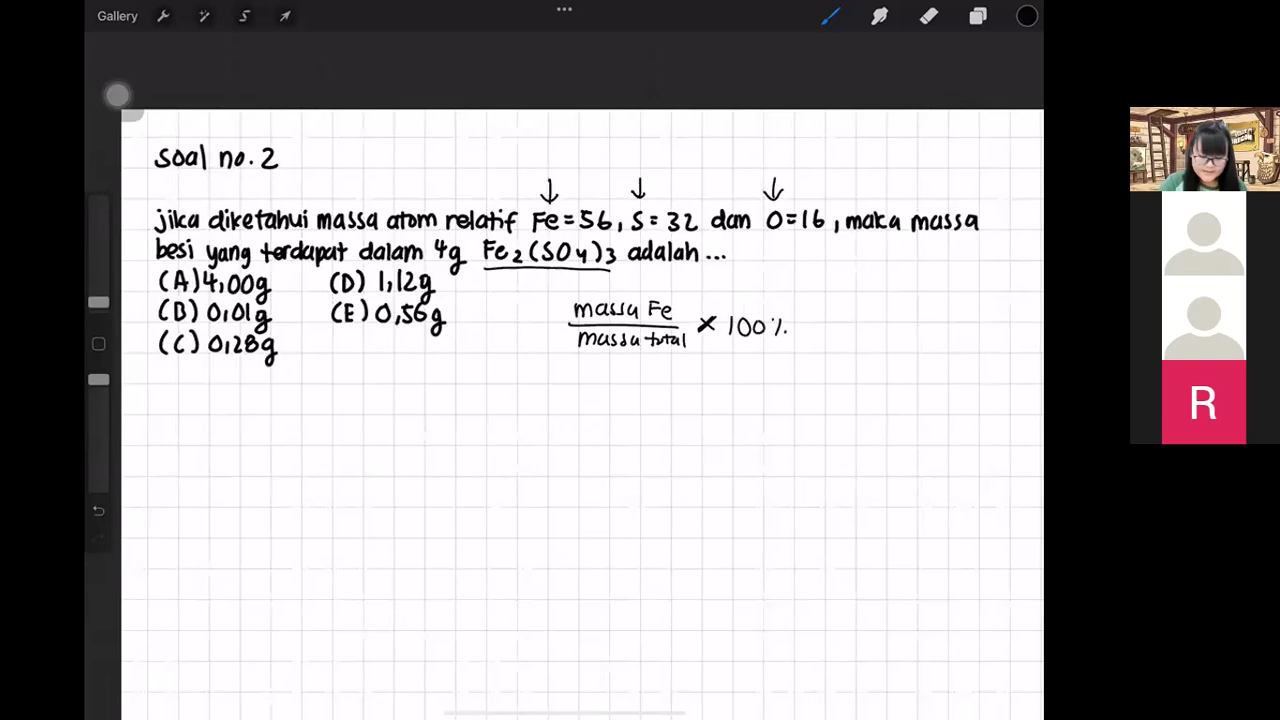 Gallery
soal no. 2
jika diketahui massa atom relatif Fe = 56, S = 32 dan O = 16, maka massa
besi yang terdapat dalam 4g Fe₂(SO₄)₃ adalah ...
(A) 4,00g (D) 1,12g
(B) 0,01g (E) 0,56g
(C) 0,28g
massa Fe
massa total × 100%
R